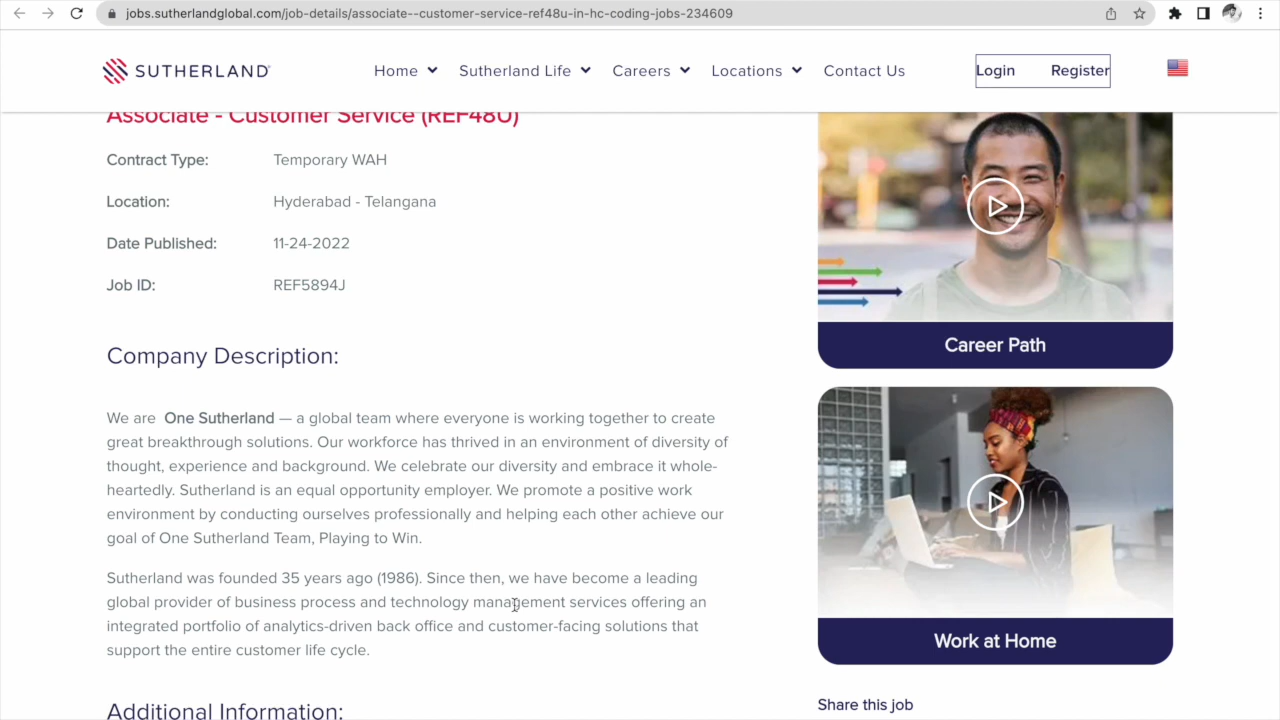 jobs.sutherlandglobal.com/job-details/associate--customer-service-ref48u-in-hc-coding-jobs-234609
SUTHERLAND
Home
Sutherland Life
Careers
Locations
Contact Us
Login
Register
Associate - Customer Service (REF48U)
Contract Type: Temporary WAH
Location: Hyderabad - Telangana
Date Published: 11-24-2022
Job ID: REF5894J
Company Description:
We are One Sutherland — a global team where everyone is working together to create
great breakthrough solutions. Our workforce has thrived in an environment of diversity of
thought, experience and background. We celebrate our diversity and embrace it whole-
heartedly. Sutherland is an equal opportunity employer. We promote a positive work
environment by conducting ourselves professionally and helping each other achieve our
goal of One Sutherland Team, Playing to Win.
Sutherland was founded 35 years ago (1986). Since then, we have become a leading
global provider of business process and technology management services offering an
integrated portfolio of analytics-driven back office and customer-facing solutions that
support the entire customer life cycle.
Additional Information:
Career Path
Work at Home
Share this job